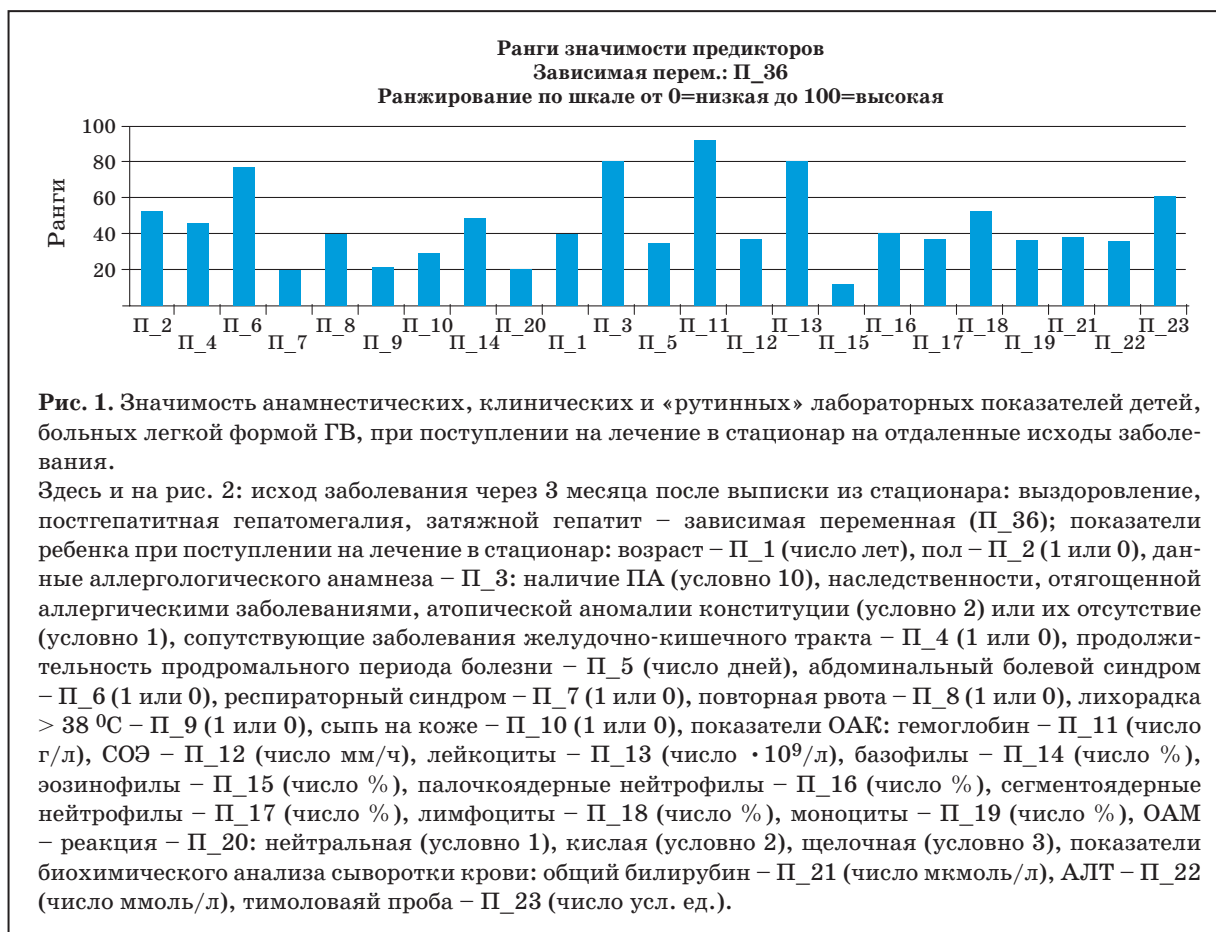 Ранги значимости предикторов
Зависимая перем.: П_36
Ранжирование по шкале от 0=низкая до 100=высокая
Ранги
100
80
60
40
20
П_2 П_6 П_8 П_10 П_20 П_3 П_11 П_13 П_16 П_18 П_21 П_23
П_4 П_7 П_9 П_14 П_1 П_5 П_12 П_15 П_17 П_19 П_22
Рис. 1. Значимость анамнестических, клинических и «рутинных» лабораторных показателей детей,
больных легкой формой ГВ, при поступлении на лечение в стационар на отдаленные исходы заболе-
вания.
Здесь и на рис. 2: исход заболевания через 3 месяца после выписки из стационара: выздоровление,
постгепатитная гепатомегалия, затяжной гепатит – зависимая переменная (П_36); показатели
ребенка при поступлении на лечение в стационар: возраст – П_1 (число лет), пол – П_2 (1 или 0), дан-
ные аллергологического анамнеза – П_3: наличие ПА (условно 10), наследственности, отягощенной
аллергическими заболеваниями, атопической аномалии конституции (условно 2) или их отсутствие
(условно 1), сопутствующие заболевания желудочно-кишечного тракта – П_4 (1 или 0), продолжи-
тельность продромального периода болезни – П_5 (число дней), абдоминальный болевой синдром
– П_6 (1 или 0), респираторный синдром – П_7 (1 или 0), повторная рвота – П_8 (1 или 0), лихорадка
> 38 ⁰С – П_9 (1 или 0), сыпь на коже – П_10 (1 или 0), показатели ОАК: гемоглобин – П_11 (число
г/л), СОЭ – П_12 (число мм/ч), лейкоциты – П_13 (число ·10⁹/л), базофилы – П_14 (число %),
эозинофилы – П_15 (число %), палочкоядерные нейтрофилы – П_16 (число %), сегментоядерные
нейтрофилы – П_17 (число %), лимфоциты – П_18 (число %), моноциты – П_19 (число %), ОАМ
– реакция – П_20: нейтральная (условно 1), кислая (условно 2), щелочная (условно 3), показатели
биохимического анализа сыворотки крови: общий билирубин – П_21 (число мкмоль/л), АЛТ – П_22
(число ммоль/л), тимоловаяй проба – П_23 (число усл. ед.).